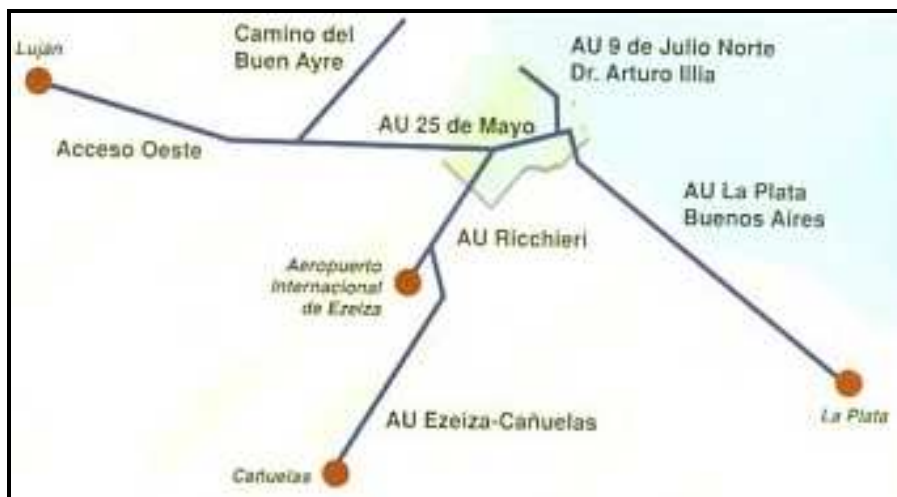 Luján
Camino del
Buen Ayre
AU 9 de Julio Norte
Dr. Arturo Illia
Acceso Oeste
AU 25 de Mayo
AU La Plata
Buenos Aires
AU Ricchieri
Aeropuerto
Internacional
de Ezeiza
AU Ezeiza-Cañuelas
La Plata
Cañuelas